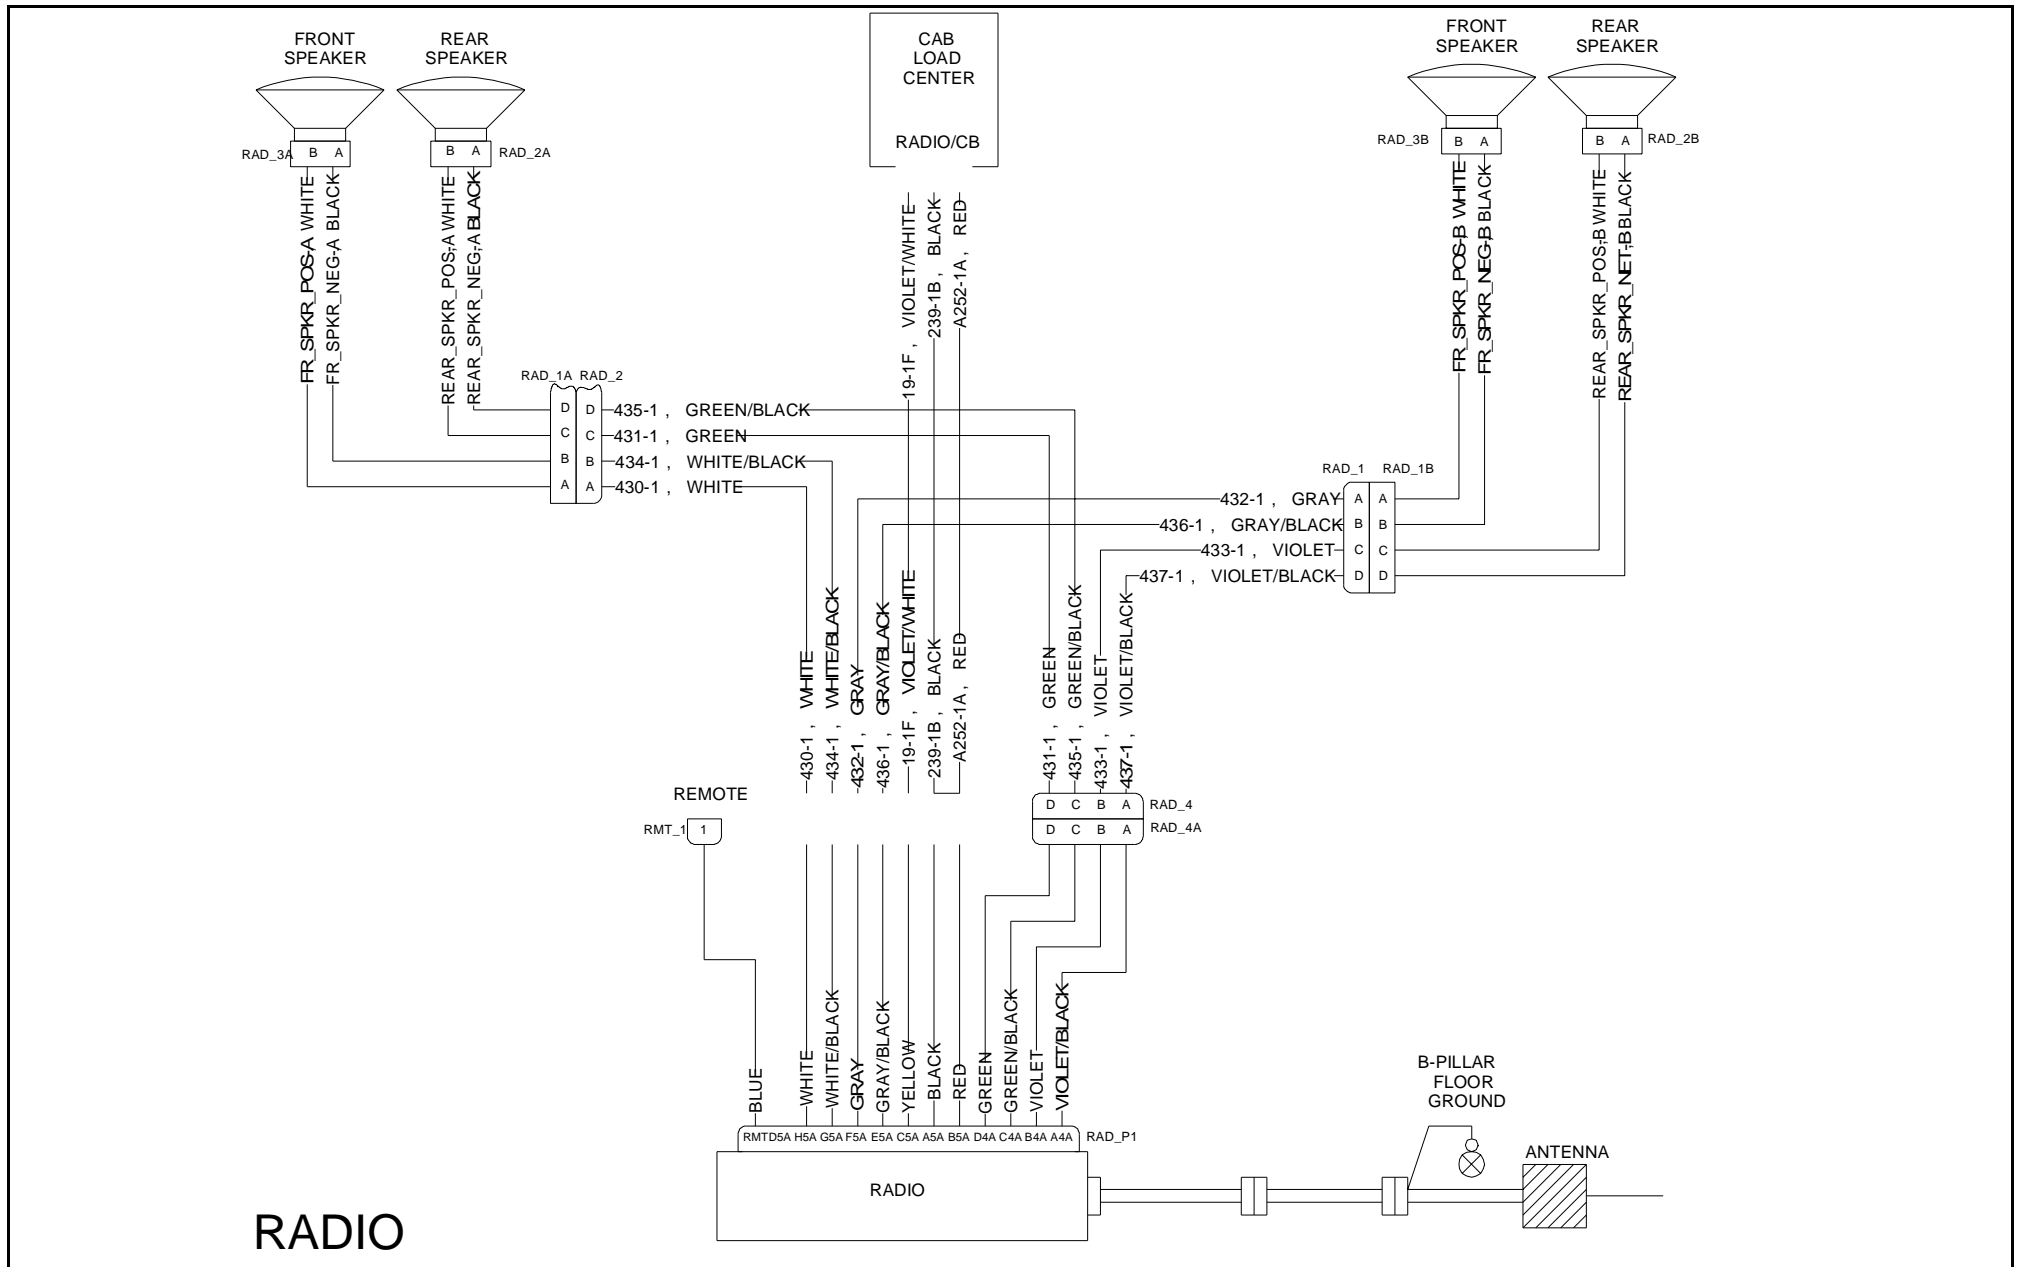 FRONT
SPEAKER
REAR
SPEAKER
CAB
LOAD
CENTER
RADIO/CB
FRONT
SPEAKER
REAR
SPEAKER
RAD_3A B A
B A RAD_2A
RAD_3B B A
B A RAD_2B
FR_SPKR_POS-A WHITE
FR_SPKR_NEG-A BLACK
REAR_SPKR_POS-A WHITE
REAR_SPKR_NEG-A BLACK
19-1F , VIOLET/WHITE
239-1B , BLACK
A252-1A , RED
FR_SPKR_POS-B WHITE
FR_SPKR_NEG-B BLACK
REAR_SPKR_POS-B WHITE
REAR_SPKR_NET-B BLACK
RAD_1A RAD_2
D D 435-1 , GREEN/BLACK
C C 431-1 , GREEN
B B 434-1 , WHITE/BLACK
A A 430-1 , WHITE
RAD_1 RAD_1B
432-1 , GRAY A A
436-1 , GRAY/BLACK B B
433-1 , VIOLET C C
437-1 , VIOLET/BLACK D D
430-1 , WHITE
434-1 , WHITE/BLACK
432-1 , GRAY
436-1 , GRAY/BLACK
19-1F , VIOLET/WHITE
239-1B , BLACK
A252-1A , RED
431-1 , GREEN
435-1 , GREEN/BLACK
433-1 , VIOLET
437-1 , VIOLET/BLACK
REMOTE
RMT_1 1
D C B A RAD_4
D C B A RAD_4A
BLUE
WHITE
WHITE/BLACK
GRAY
GRAY/BLACK
YELLOW
BLACK
RED
GREEN
GREEN/BLACK
VIOLET
VIOLET/BLACK
RMTD5A H5A G5A F5A E5A C5A A5A B5A D4A C4A B4A A4A RAD_P1
RADIO
B-PILLAR
FLOOR
GROUND
ANTENNA
RADIO